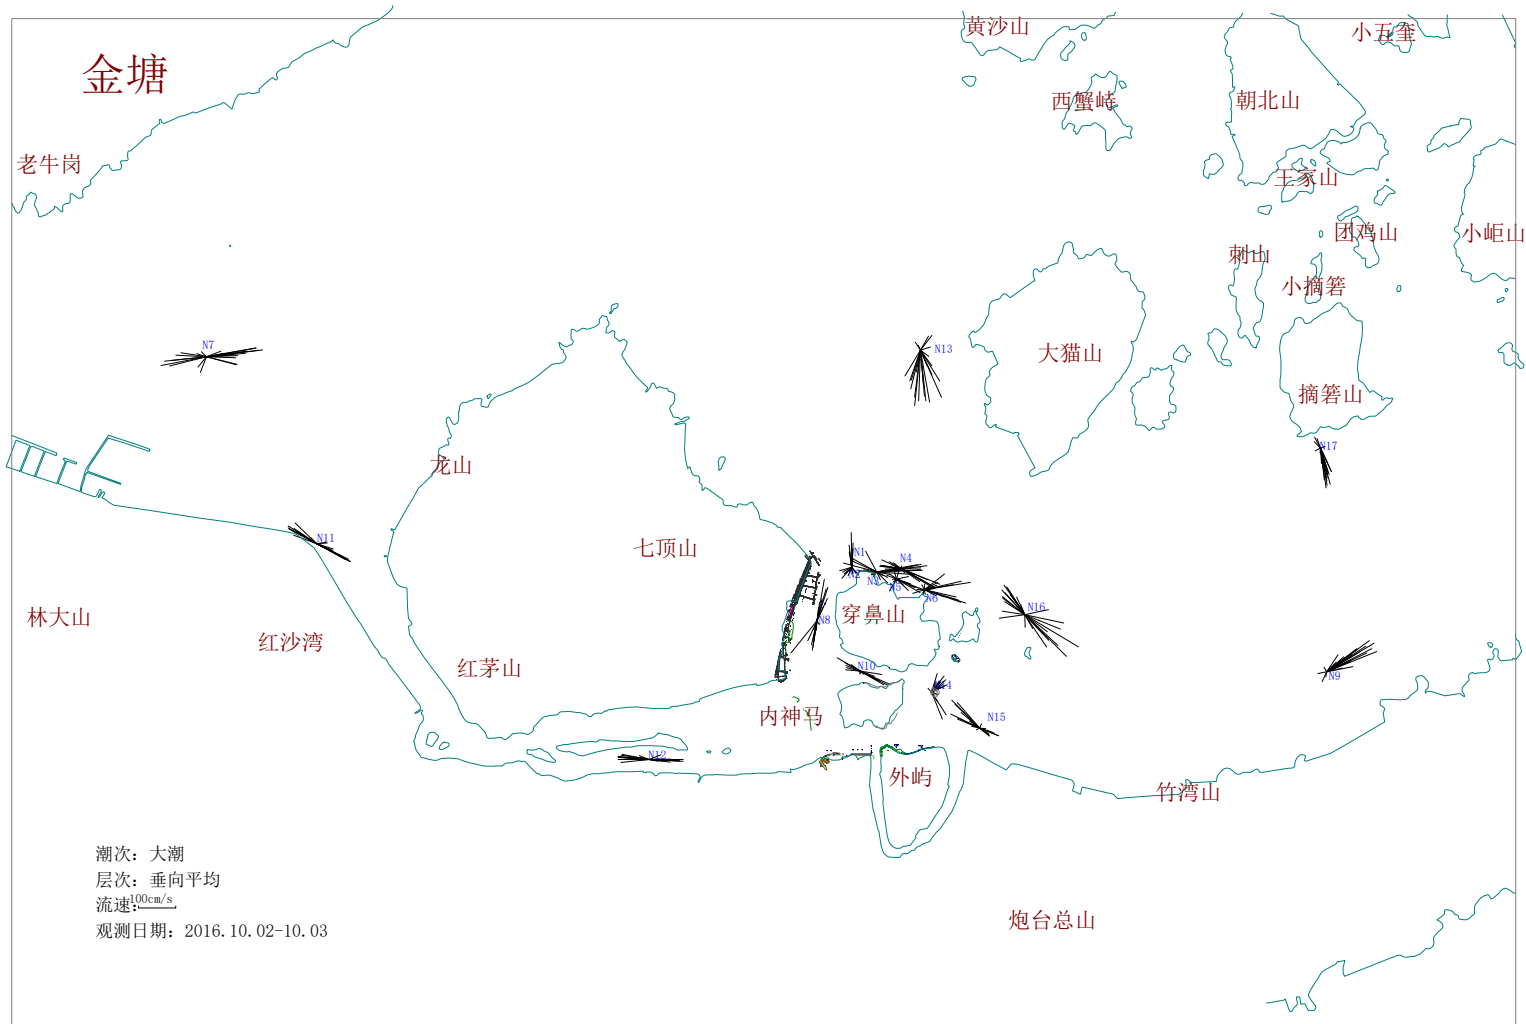 黄沙山
小五奎
金塘
西蟹峙
朝北山
老牛岗
王家山
团鸡山
小岠山
刺山
小摘箬
N7
N13
大猫山
摘箬山
N17
龙山
N11
七顶山
N1
N4
N2
N3
N5
N6
林大山
穿鼻山
N16
N8
红沙湾
红茅山
N10
N9
N14
内神马
N15
N12
外屿
竹湾山
潮次：大潮
层次：垂向平均
流速：100cm/s
炮台总山
观测日期：2016.10.02-10.03